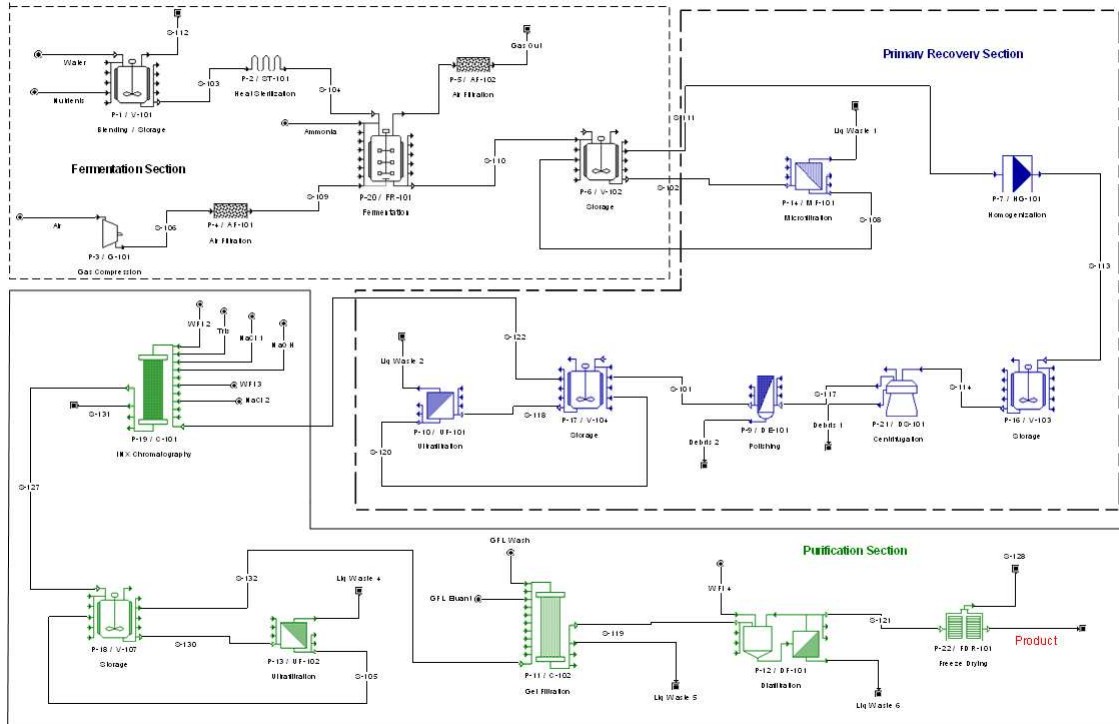 S-112
Water
Nutrients
P-1 / V-101
Blending / Storage
S-103
P-2 / ST-101
Heat Sterilization
S-104
Gas Out
P-5 / AF-102
Air Filtration
Ammonia
P-20 / FR-101
Fermentation
S-110
Fermentation Section
Air
P-3 / G-101
Gas Compression
S-106
P-4 / AF-101
Air Filtration
S-109
P-6 / V-102
Storage
S-111
S-102
Primary Recovery Section
Liq Waste 1
P-14 / MF-101
Microfiltration
S-108
P-7 / HG-101
Homogenization
S-113
P-16 / V-103
Storage
S-114
P-21 / DS-101
Centrifugation
S-117
Debris 1
P-9 / DE-101
Polishing
Debris 2
S-101
P-17 / V-104
Storage
S-122
S-118
Liq Waste 2
P-10 / UF-101
Ultrafiltration
S-120
WFI 2
Tris
NaCl 1
NaOH
WFI 3
NaCl 2
S-131
P-19 / C-101
INX Chromatography
S-127
P-18 / V-107
Storage
S-132
S-130
Liq Waste 4
P-13 / UF-102
Ultrafiltration
S-105
GFL Wash
GFL Eluant
P-11 / C-102
Gel Filtration
S-119
Liq Waste 5
Purification Section
WFI 4
P-12 / DF-101
Diafiltration
Liq Waste 6
S-121
S-128
P-22 / FDR-101
Freeze Drying
Product